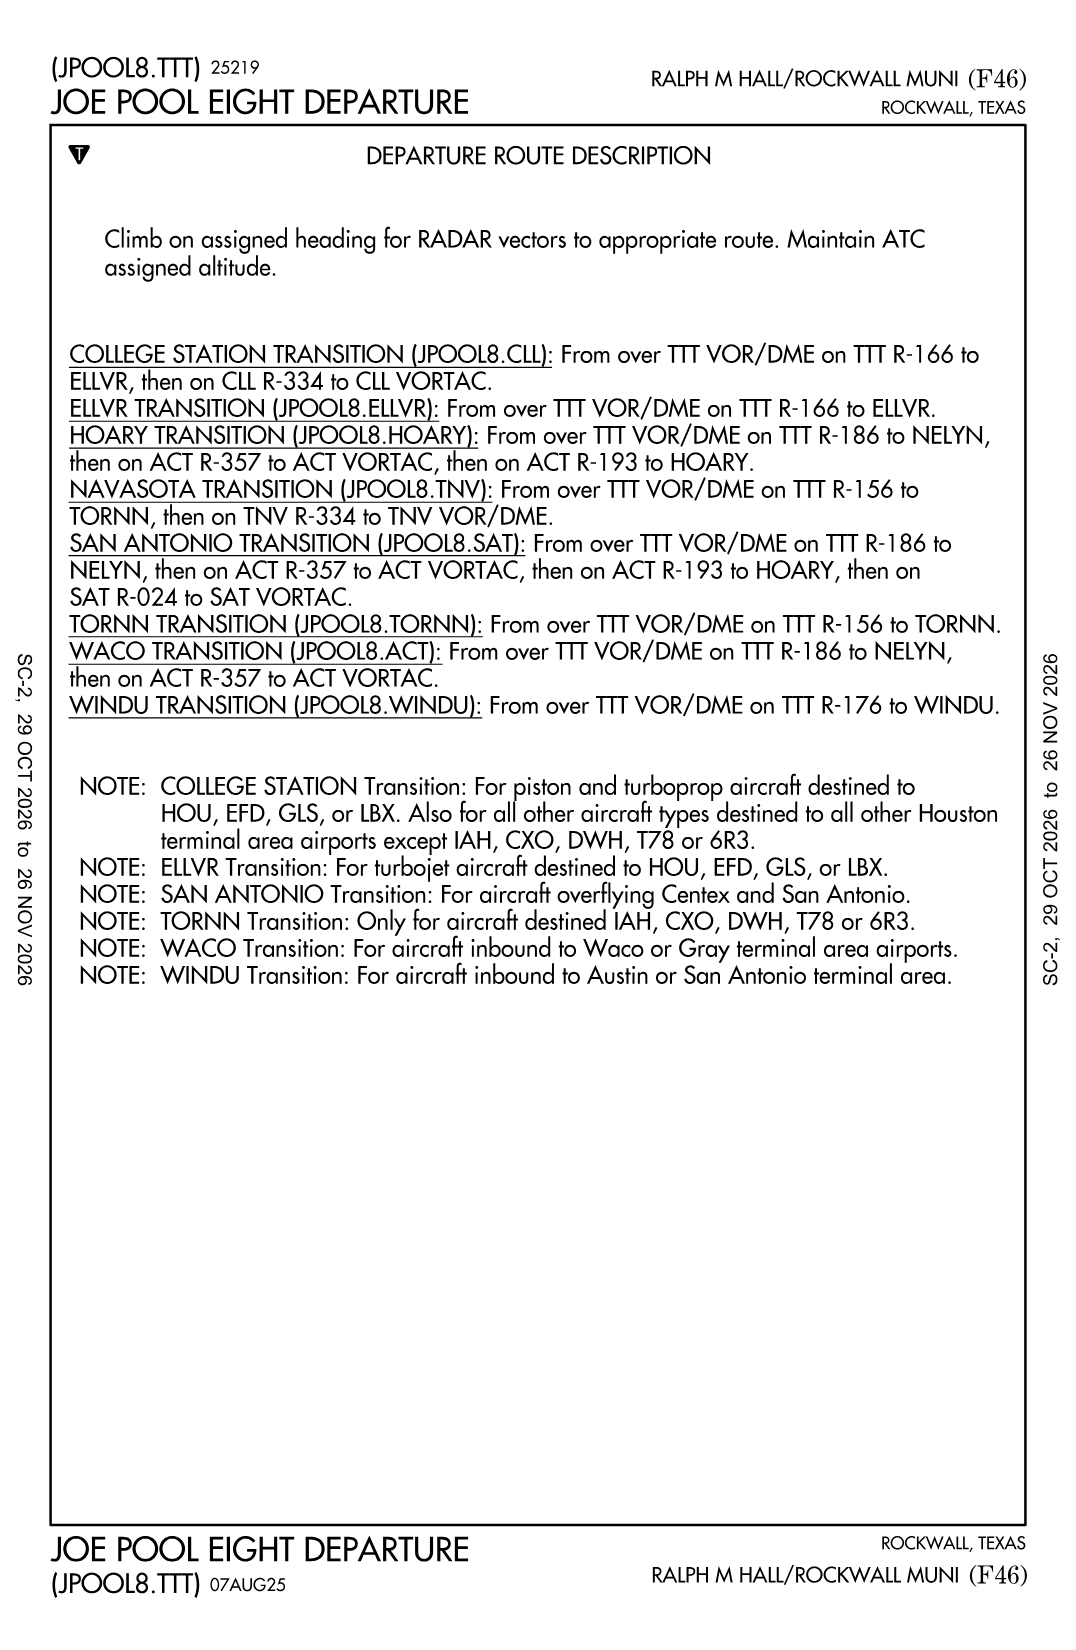 (JPOOL8.TTT) 25219
JOE POOL EIGHT DEPARTURE
RALPH M HALL/ROCKWALL MUNI (F46)
ROCKWALL, TEXAS
T
DEPARTURE ROUTE DESCRIPTION
Climb on assigned heading for RADAR vectors to appropriate route. Maintain ATC
assigned altitude.
COLLEGE STATION TRANSITION (JPOOL8.CLL): From over TTT VOR/DME on TTT R-166 to
ELLVR, then on CLL R-334 to CLL VORTAC.
ELLVR TRANSITION (JPOOL8.ELLVR): From over TTT VOR/DME on TTT R-166 to ELLVR.
HOARY TRANSITION (JPOOL8.HOARY): From over TTT VOR/DME on TTT R-186 to NELYN,
then on ACT R-357 to ACT VORTAC, then on ACT R-193 to HOARY.
NAVASOTA TRANSITION (JPOOL8.TNV): From over TTT VOR/DME on TTT R-156 to
TORNN, then on TNV R-334 to TNV VOR/DME.
SAN ANTONIO TRANSITION (JPOOL8.SAT): From over TTT VOR/DME on TTT R-186 to
NELYN, then on ACT R-357 to ACT VORTAC, then on ACT R-193 to HOARY, then on
SAT R-024 to SAT VORTAC.
TORNN TRANSITION (JPOOL8.TORNN): From over TTT VOR/DME on TTT R-156 to TORNN.
WACO TRANSITION (JPOOL8.ACT): From over TTT VOR/DME on TTT R-186 to NELYN,
then on ACT R-357 to ACT VORTAC.
WINDU TRANSITION (JPOOL8.WINDU): From over TTT VOR/DME on TTT R-176 to WINDU.
NOTE: COLLEGE STATION Transition: For piston and turboprop aircraft destined to
HOU, EFD, GLS, or LBX. Also for all other aircraft types destined to all other Houston
terminal area airports except IAH, CXO, DWH, T78 or 6R3.
NOTE: ELLVR Transition: For turbojet aircraft destined to HOU, EFD, GLS, or LBX.
NOTE: SAN ANTONIO Transition: For aircraft overflying Centex and San Antonio.
NOTE: TORNN Transition: Only for aircraft destined IAH, CXO, DWH, T78 or 6R3.
NOTE: WACO Transition: For aircraft inbound to Waco or Gray terminal area airports.
NOTE: WINDU Transition: For aircraft inbound to Austin or San Antonio terminal area.
SC-2, 29 OCT 2026 to 26 NOV 2026
SC-2, 29 OCT 2026 to 26 NOV 2026
JOE POOL EIGHT DEPARTURE
(JPOOL8.TTT) 07AUG25
ROCKWALL, TEXAS
RALPH M HALL/ROCKWALL MUNI (F46)